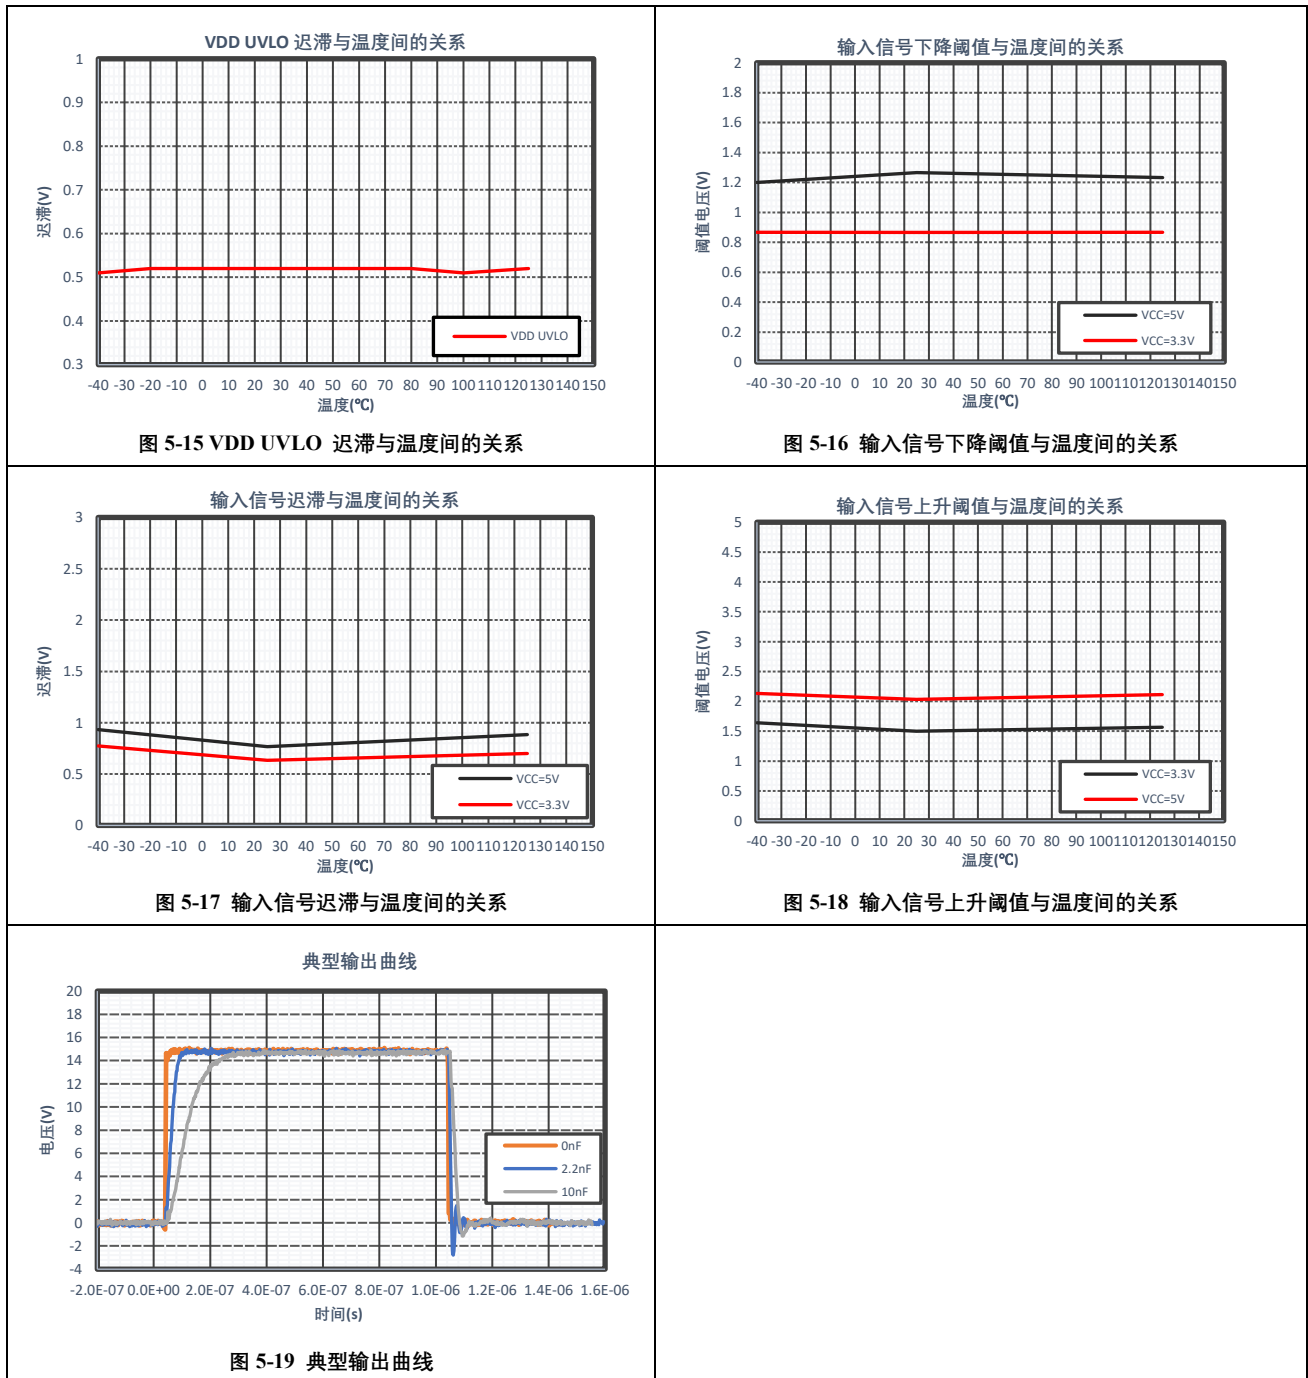 VDD UVLO 迟滞与温度间的关系
1
0.9
0.8
0.7
0.6
0.5
0.4
0.3
迟滞(V)
VDD UVLO
-40 -30 -20 -10 0 10 20 30 40 50 60 70 80 90 100 110 120 130 140 150
温度(℃)
图 5-15 VDD UVLO 迟滞与温度间的关系
输入信号下降阈值与温度间的关系
2
1.8
1.6
1.4
1.2
1
0.8
0.6
0.4
0.2
0
阈值电压(V)
VCC=5V
VCC=3.3V
-40 -30 -20 -10 0 10 20 30 40 50 60 70 80 90 100 110 120 130 140 150
温度(℃)
图 5-16 输入信号下降阈值与温度间的关系
输入信号迟滞与温度间的关系
3
2.5
2
1.5
1
0.5
0
迟滞(V)
VCC=5V
VCC=3.3V
-40 -30 -20 -10 0 10 20 30 40 50 60 70 80 90 100 110 120 130 140 150
温度(℃)
图 5-17 输入信号迟滞与温度间的关系
输入信号上升阈值与温度间的关系
5
4.5
4
3.5
3
2.5
2
1.5
1
0.5
0
阈值电压(V)
VCC=3.3V
VCC=5V
-40 -30 -20 -10 0 10 20 30 40 50 60 70 80 90 100 110 120 130 140 150
温度(℃)
图 5-18 输入信号上升阈值与温度间的关系
典型输出曲线
20
18
16
14
12
10
8
6
4
2
0
-2
-4
电压(V)
0nF
2.2nF
10nF
-2.0E-07 0.0E+00 2.0E-07 4.0E-07 6.0E-07 8.0E-07 1.0E-06 1.2E-06 1.4E-06 1.6E-06
时间(s)
图 5-19 典型输出曲线